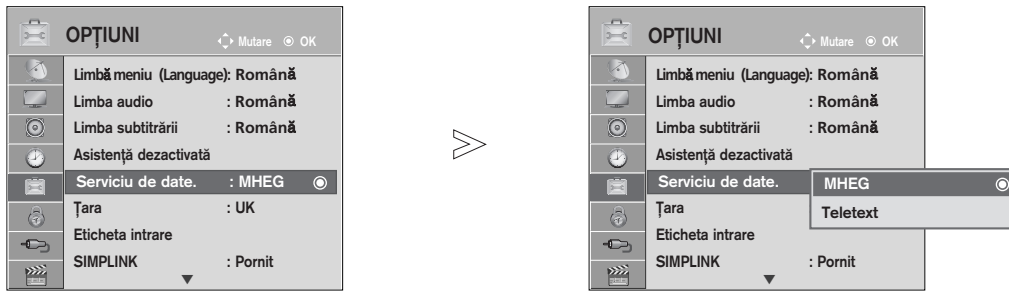 OPȚIUNI
Mutare OK
Limbă meniu (Language): Română
Limba audio : Română
Limba subtitrării : Română
Asistență dezactivată
Serviciu de date. : MHEG
Țara : UK
Eticheta intrare
SIMPLINK : Pornit
>
OPȚIUNI
Mutare OK
Limbă meniu (Language): Română
Limba audio : Română
Limba subtitrării : Română
Asistență dezactivată
Serviciu de date.
MHEG
Teletext
Țara
Eticheta intrare
SIMPLINK : Pornit